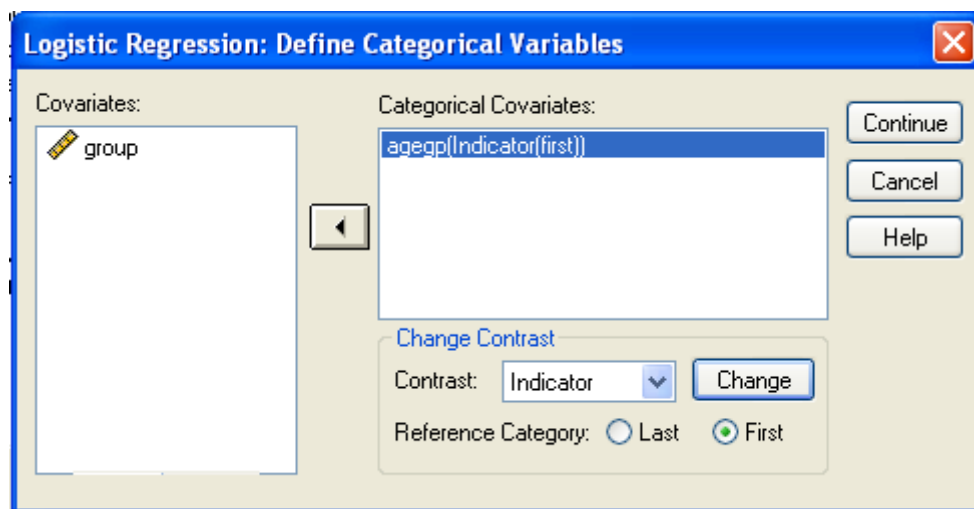 Logistic Regression: Define Categorical Variables
Covariates:
group
Categorical Covariates:
agegp(Indicator(first))
Continue
Cancel
Help
Change Contrast
Contrast: Indicator Change
Reference Category: Last First